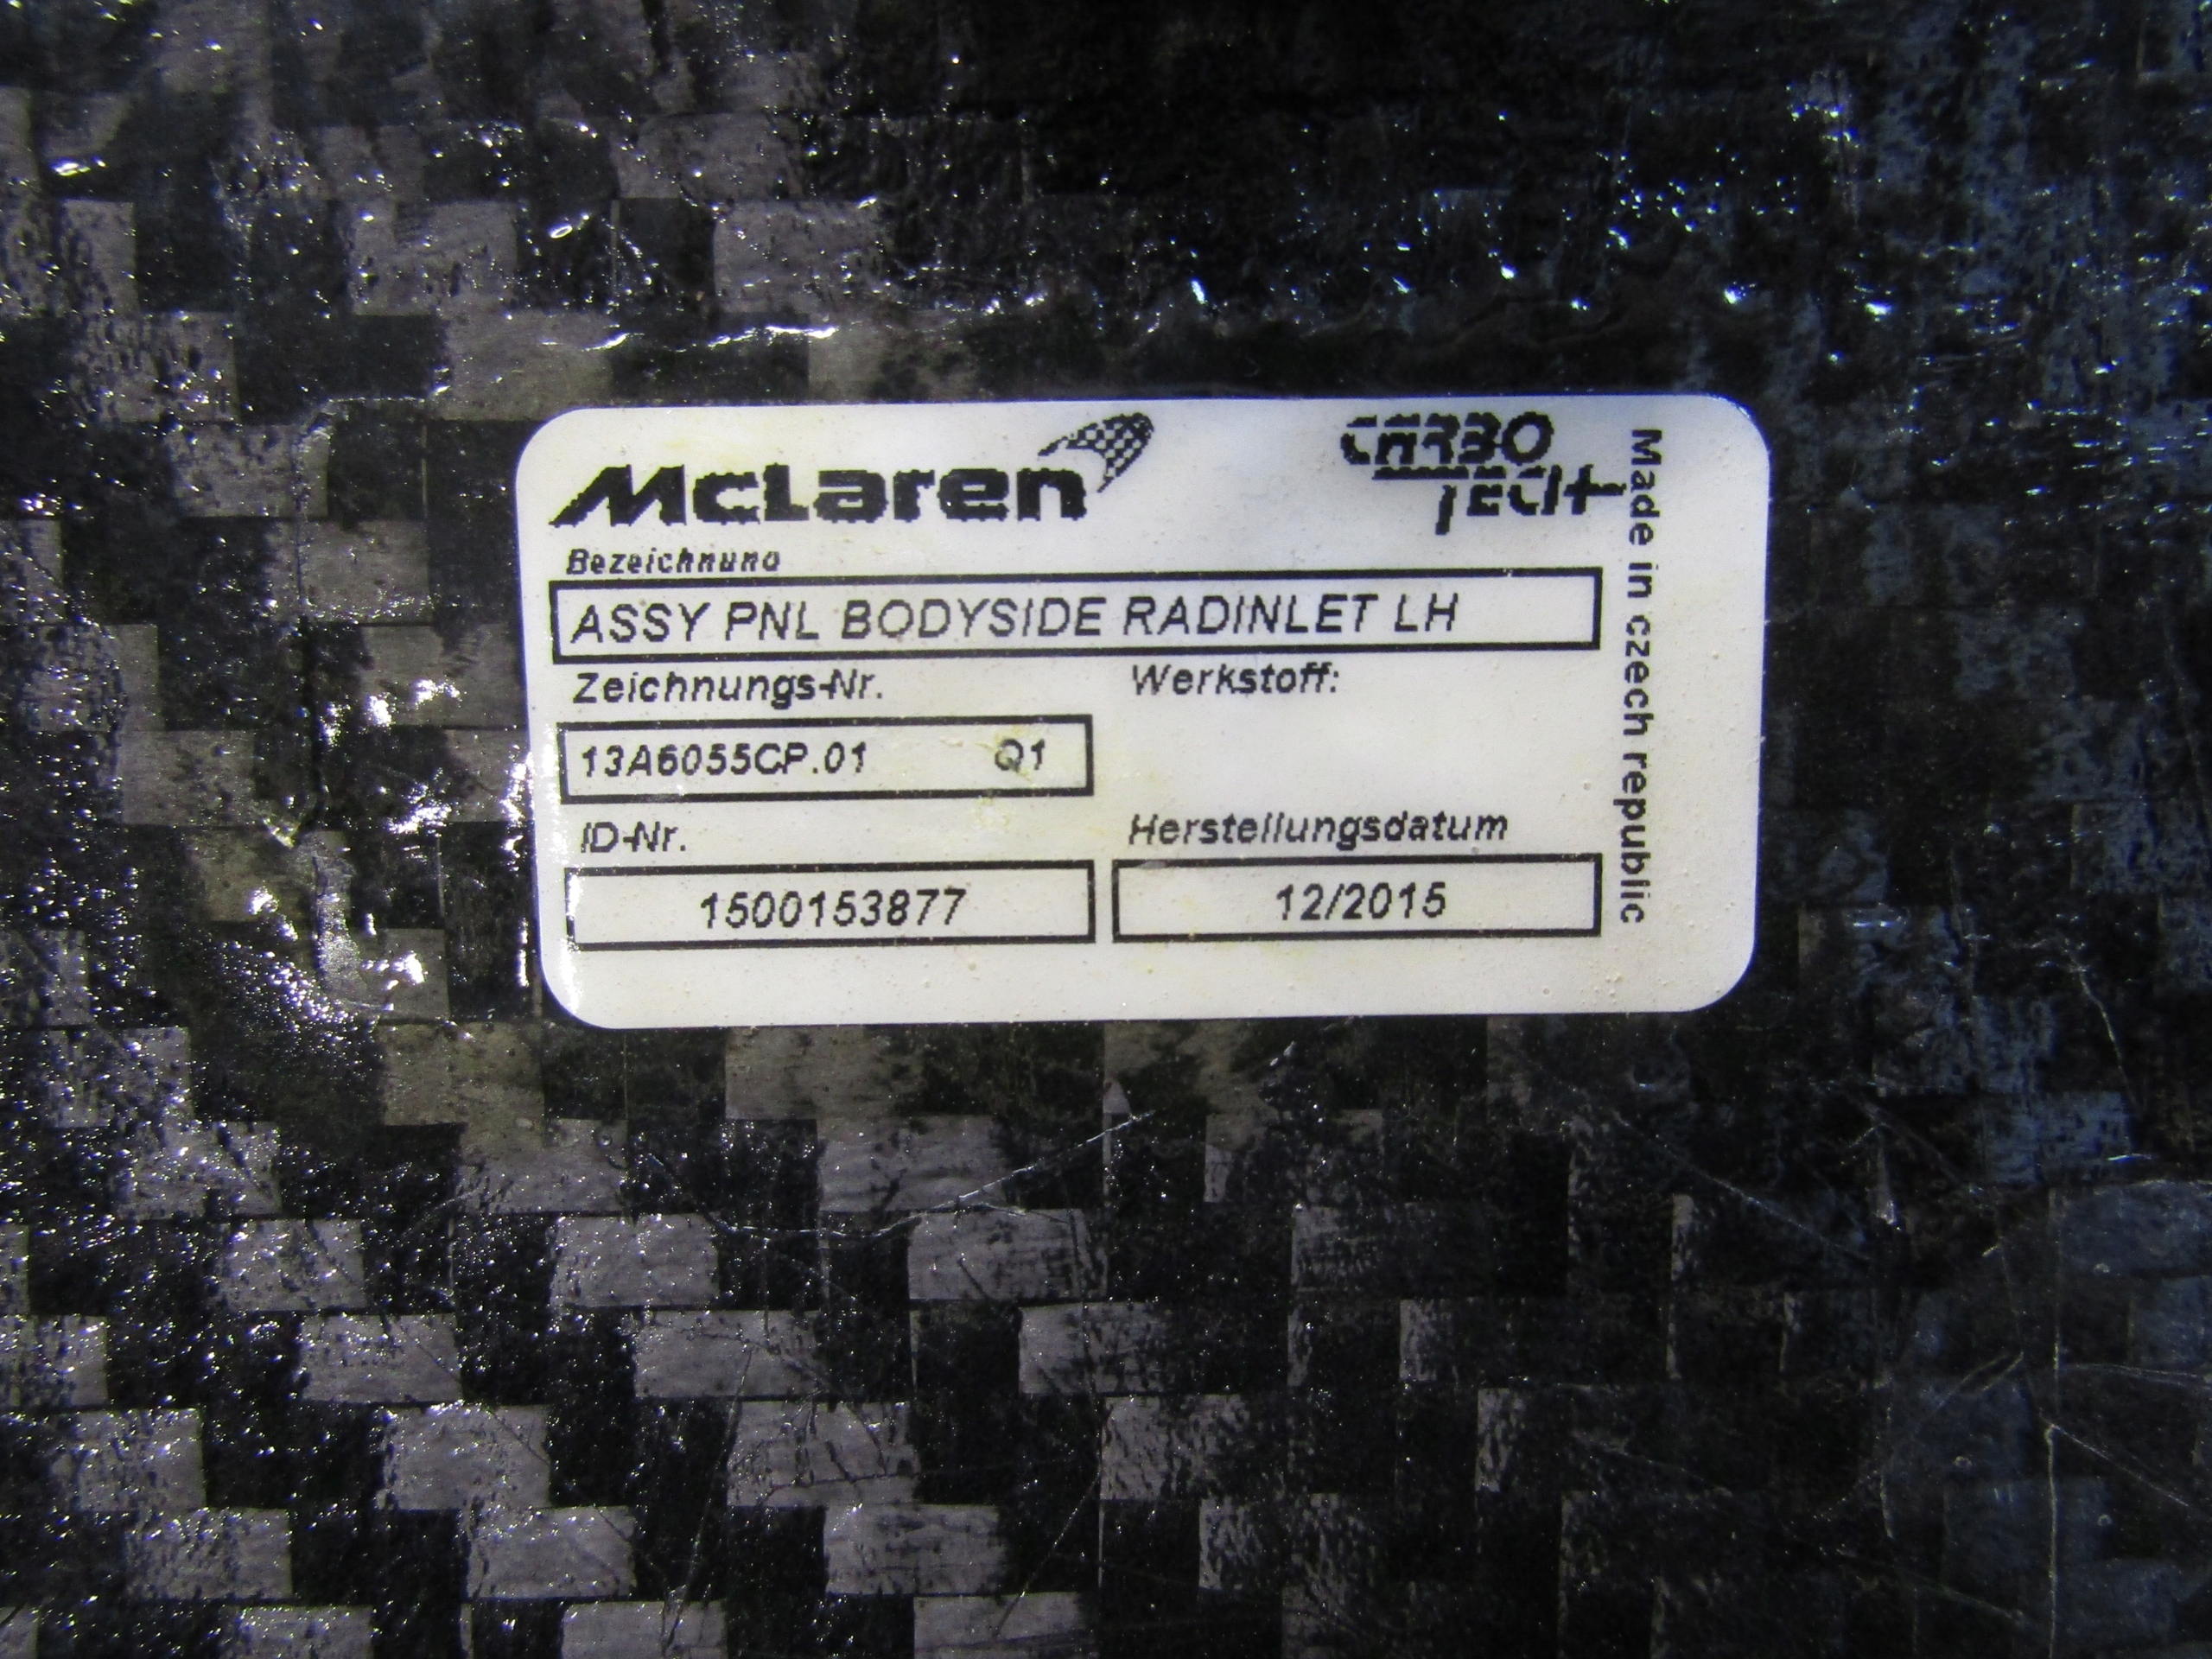 McLaren
CARBO
TECH
Bezeichnung
ASSY PNL BODYSIDE RADINLET LH
Zeichnungs-Nr.
Werkstoff:
13A6055CP.01 Q1
ID-Nr.
Herstellungsdatum
1500153877
12/2015
Made in czech republic